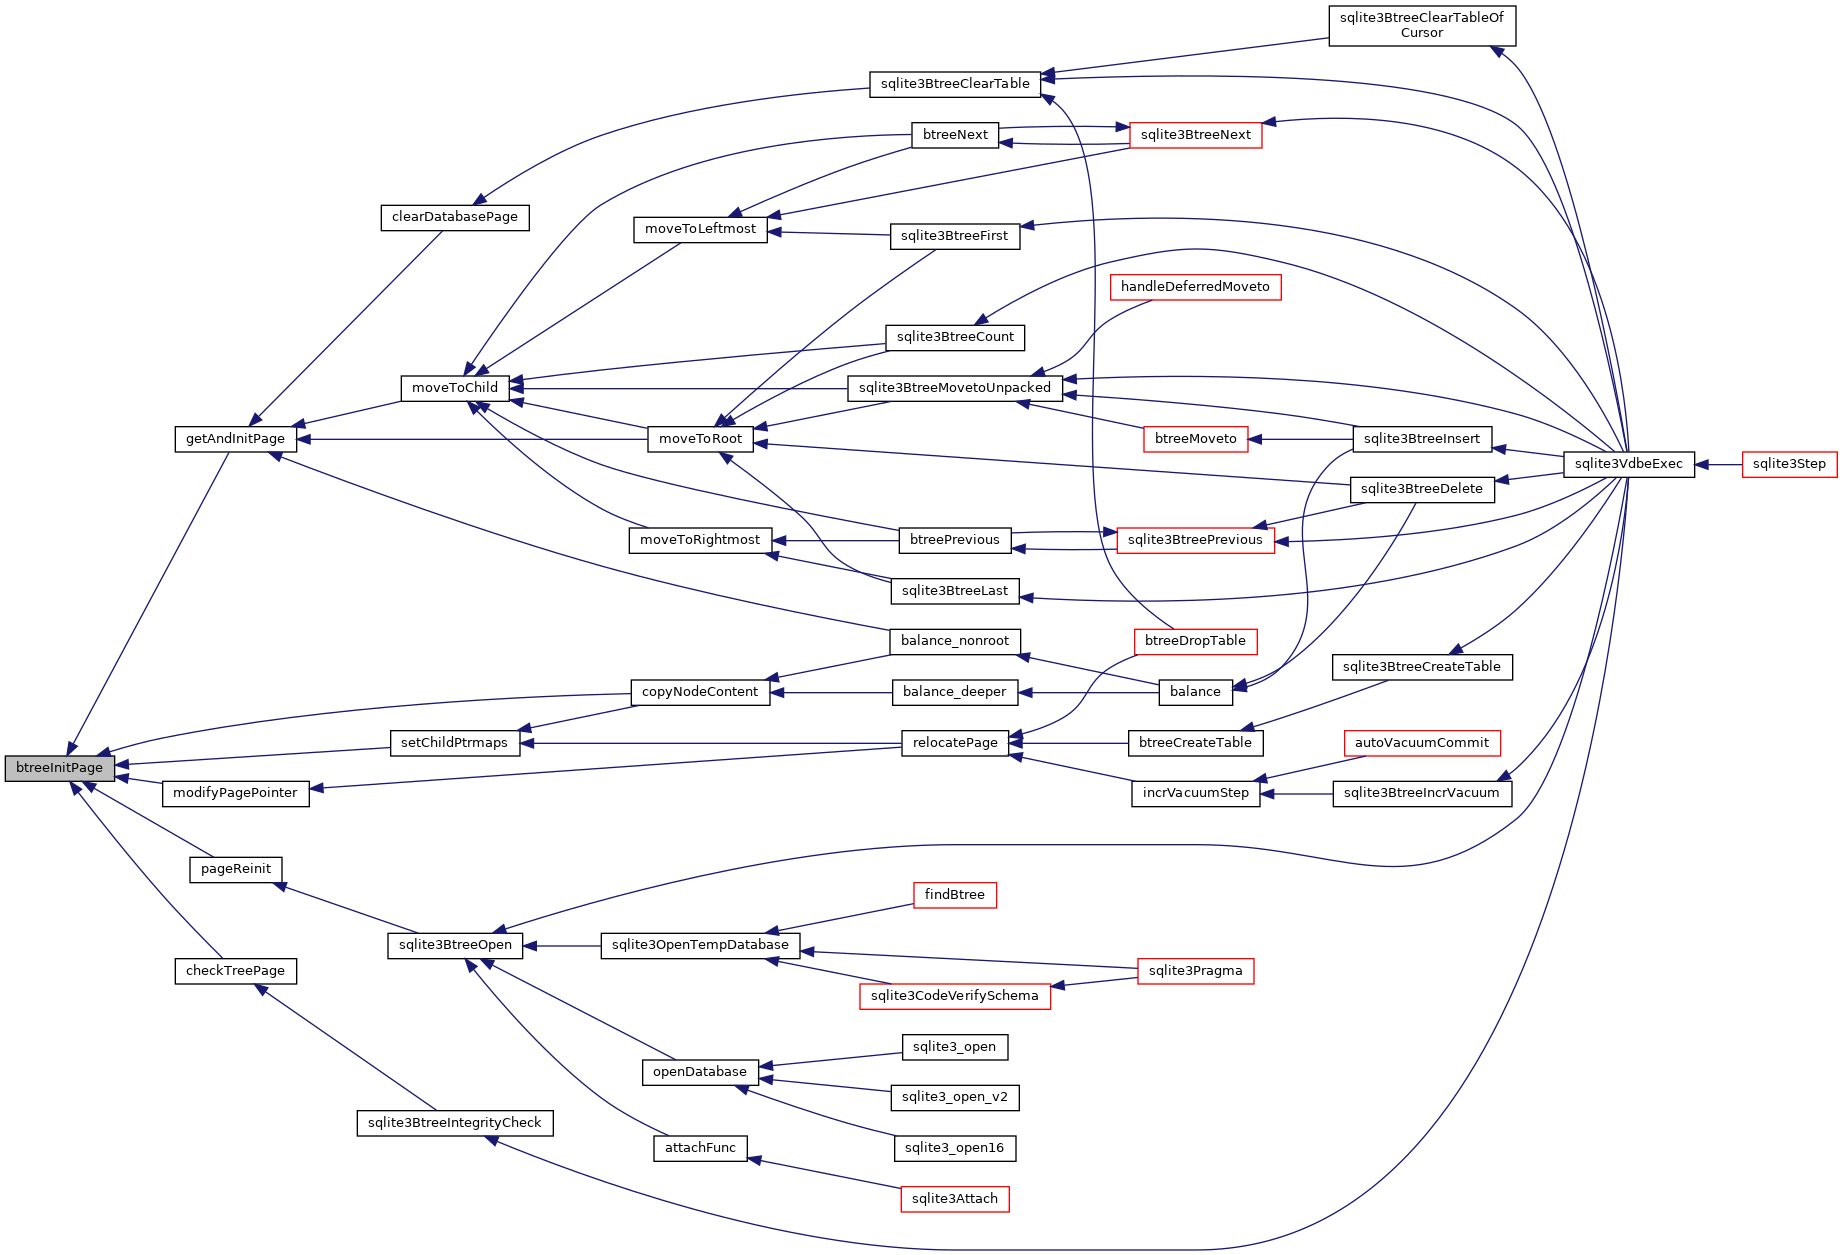 sqlite3BtreeClearTableOf
Cursor
sqlite3BtreeClearTable
btreeNext
sqlite3BtreeNext
clearDatabasePage
moveToLeftmost
sqlite3BtreeFirst
handleDeferredMoveto
sqlite3BtreeCount
moveToChild
sqlite3BtreeMovetoUnpacked
getAndInitPage
moveToRoot
btreeMoveto
sqlite3BtreeInsert
sqlite3VdbeExec
sqlite3Step
sqlite3BtreeDelete
moveToRightmost
btreePrevious
sqlite3BtreePrevious
sqlite3BtreeLast
balance_nonroot
btreeDropTable
sqlite3BtreeCreateTable
copyNodeContent
balance_deeper
balance
setChildPtrmaps
relocatePage
btreeCreateTable
autoVacuumCommit
btreeInitPage
modifyPagePointer
incrVacuumStep
sqlite3BtreeIncrVacuum
pageReinit
findBtree
sqlite3BtreeOpen
sqlite3OpenTempDatabase
checkTreePage
sqlite3Pragma
sqlite3CodeVerifySchema
sqlite3_open
openDatabase
sqlite3_open_v2
sqlite3BtreeIntegrityCheck
attachFunc
sqlite3_open16
sqlite3Attach